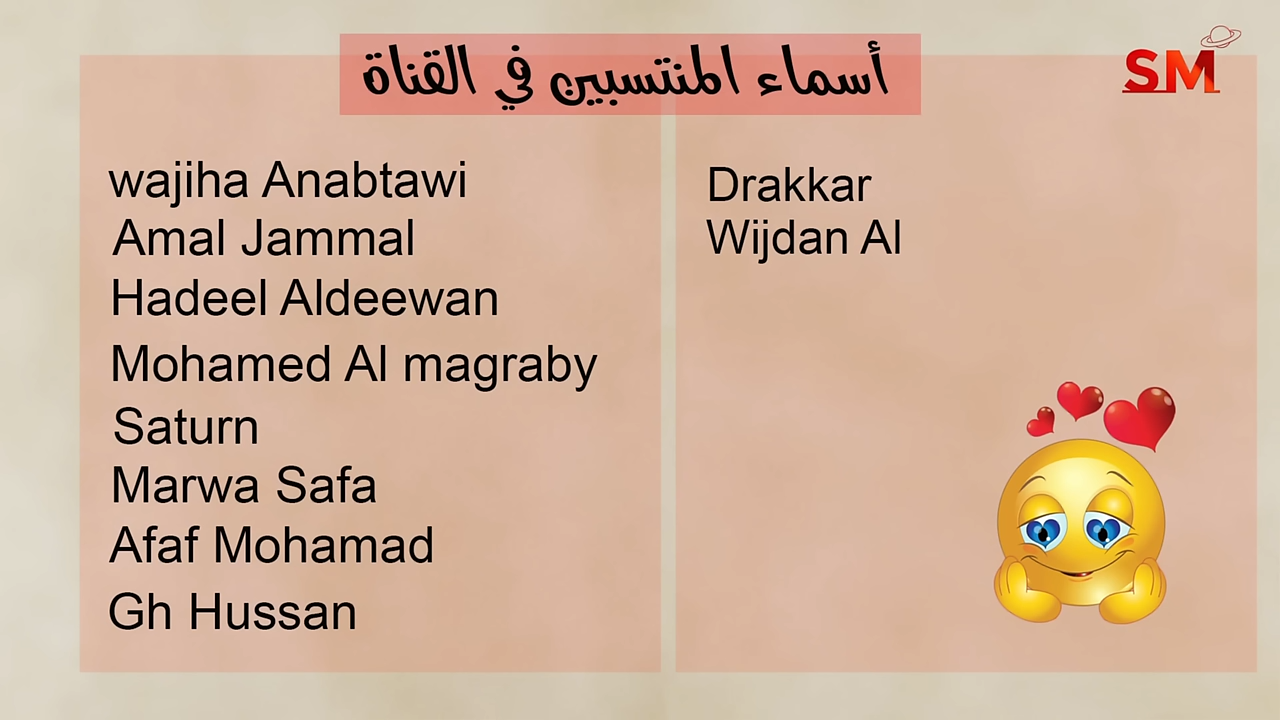 أسماء المنتسبين في القناة
SM
wajiha Anabtawi
Amal Jammal
Hadeel Aldeewan
Mohamed Al magraby
Saturn
Marwa Safa
Afaf Mohamad
Gh Hussan
Drakkar
Wijdan Al